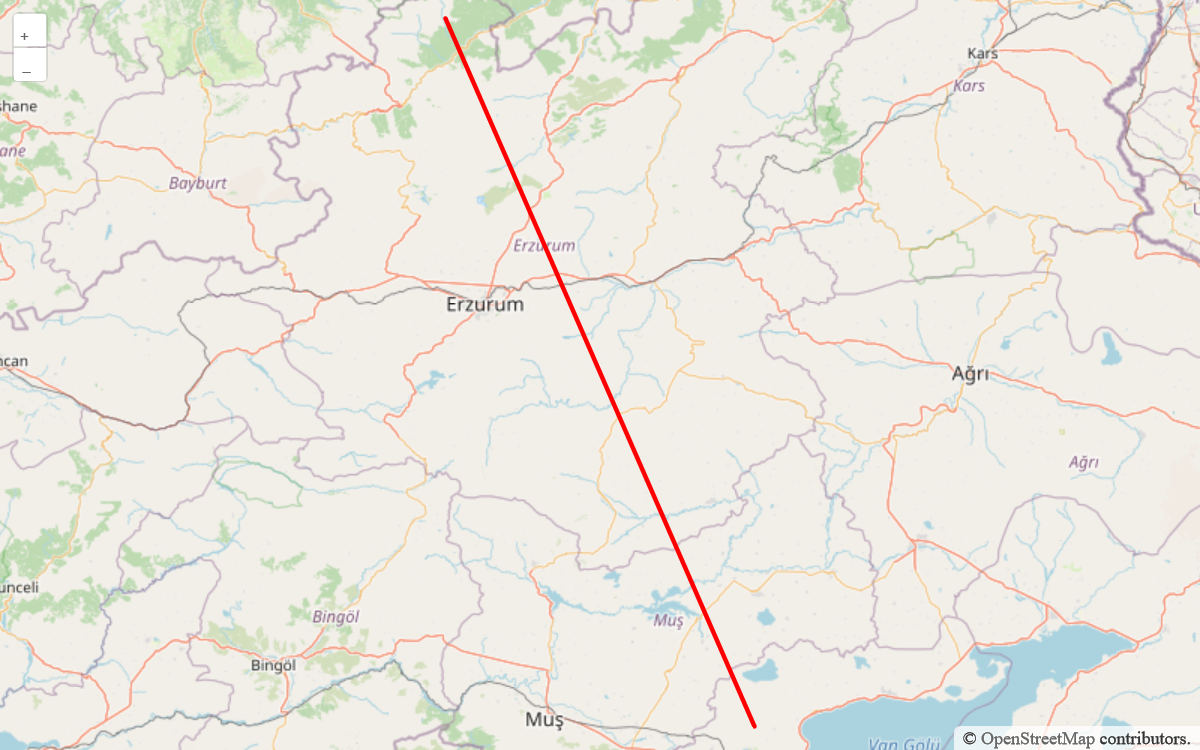 +
−
Kars
Kars
shane
ane
Bayburt
Erzurum
Erzurum
ncan
Ağrı
Ağrı
unceli
Bingöl
Muş
Bingöl
Muş
Van Gölü
© OpenStreetMap contributors.